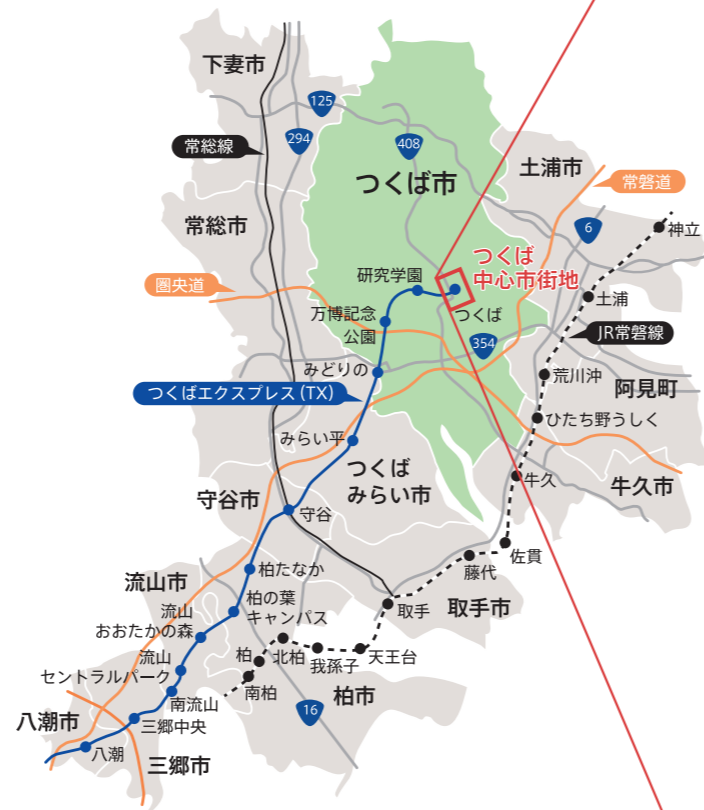 下妻市
125
常総線
294
408
つくば市
土浦市
常磐道
常総市
6
神立
研究学園
つくば
中心市街地
圏央道
土浦
万博記念
公園
つくば
JR常磐線
354
みどりの
荒川沖
阿見町
つくばエクスプレス(TX)
ひたち野うしく
みらい平
つくば
みらい市
牛久
牛久市
守谷市
守谷
佐貫
藤代
流山市
柏たなか
取手
取手市
柏の葉
キャンパス
流山
おおたかの森
柏
北柏
我孫子
天王台
流山
セントラルパーク
南柏
柏市
南流山
16
八潮市
三郷中央
八潮
三郷市